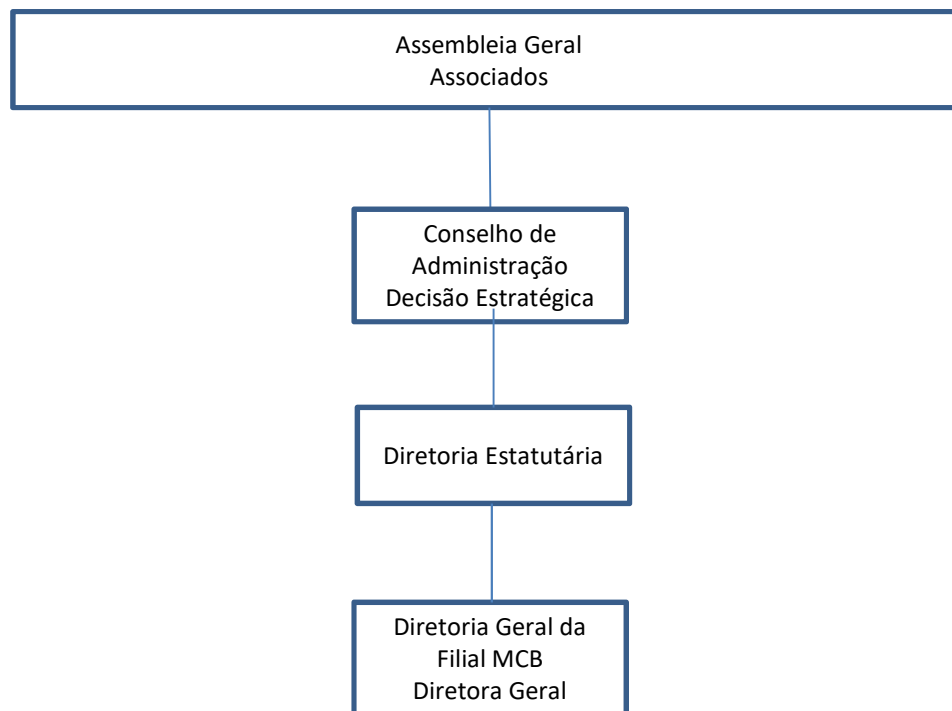 Assembleia Geral
Associados
Conselho de
Administração
Decisão Estratégica
Diretoria Estatutária
Diretoria Geral da
Filial MCB
Diretora Geral